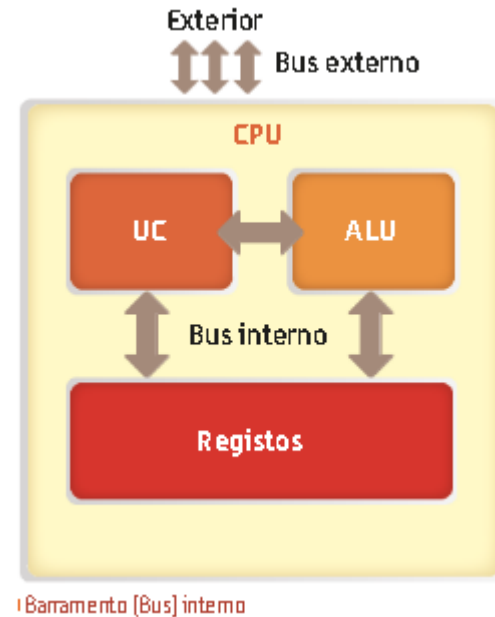 Exterior
Bus externo
CPU
UC
ALU
Bus interno
Registos
Barramento [Bus] interno